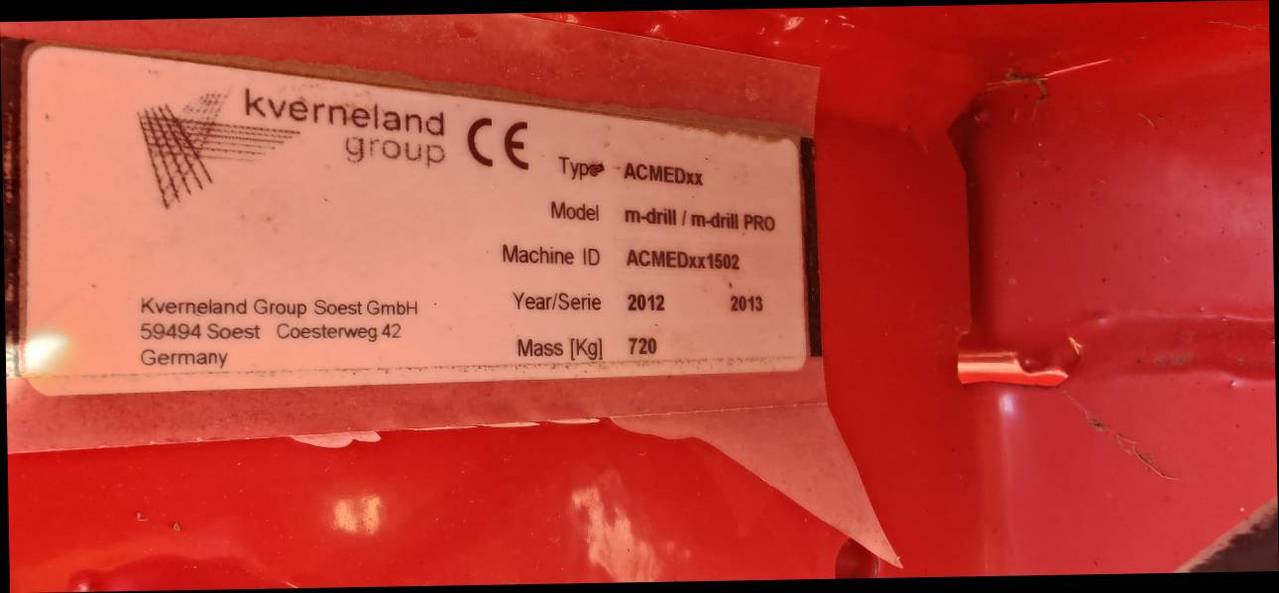 kverneland
group
CE
Type ACMEDxx
Model m-drill / m-drill PRO
Machine ID ACMEDxx1502
Year/Serie 2012 2013
Mass [Kg] 720
Kverneland Group Soest GmbH
59494 Soest Coesterweg 42
Germany